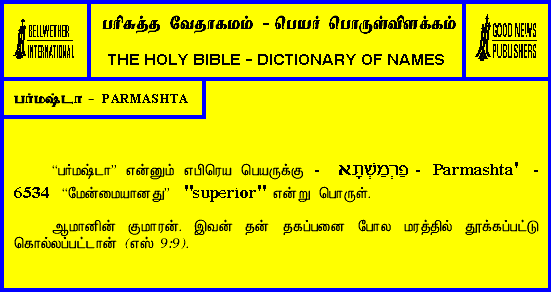 BELLWETHER
INTERNATIONAL
பரிசுத்த வேதாகமம் - பெயர் பொருள்விளக்கம்
THE HOLY BIBLE - DICTIONARY OF NAMES
GOOD NEWS
PUBLISHERS
பர்மஷ்டா - PARMASHTA
“பர்மஷ்டா” என்னும் எபிரெய பெயருக்கு - פַּרְמַשְׁתָּא - Parmashta' -
6534 “மேன்மையானது” "superior" என்று பொருள்.
ஆமானின் குமாரன். இவன் தன் தகப்பனை போல மரத்தில் தூக்கப்பட்டு
கொல்லப்பட்டான் (எஸ் 9:9).